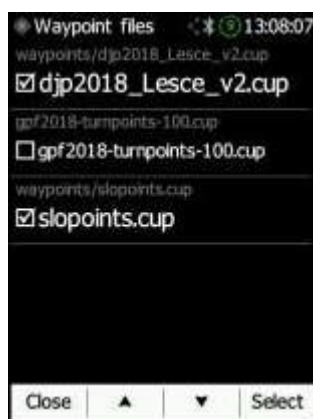 Waypoint files 9 13:08:07
waypoints/djp2018_Lesce_v2.cup
djp2018_Lesce_v2.cup
gpf2018-turnpoints-100.cup
gpf2018-turnpoints-100.cup
waypoints/slopoints.cup
slopoints.cup
Close Select